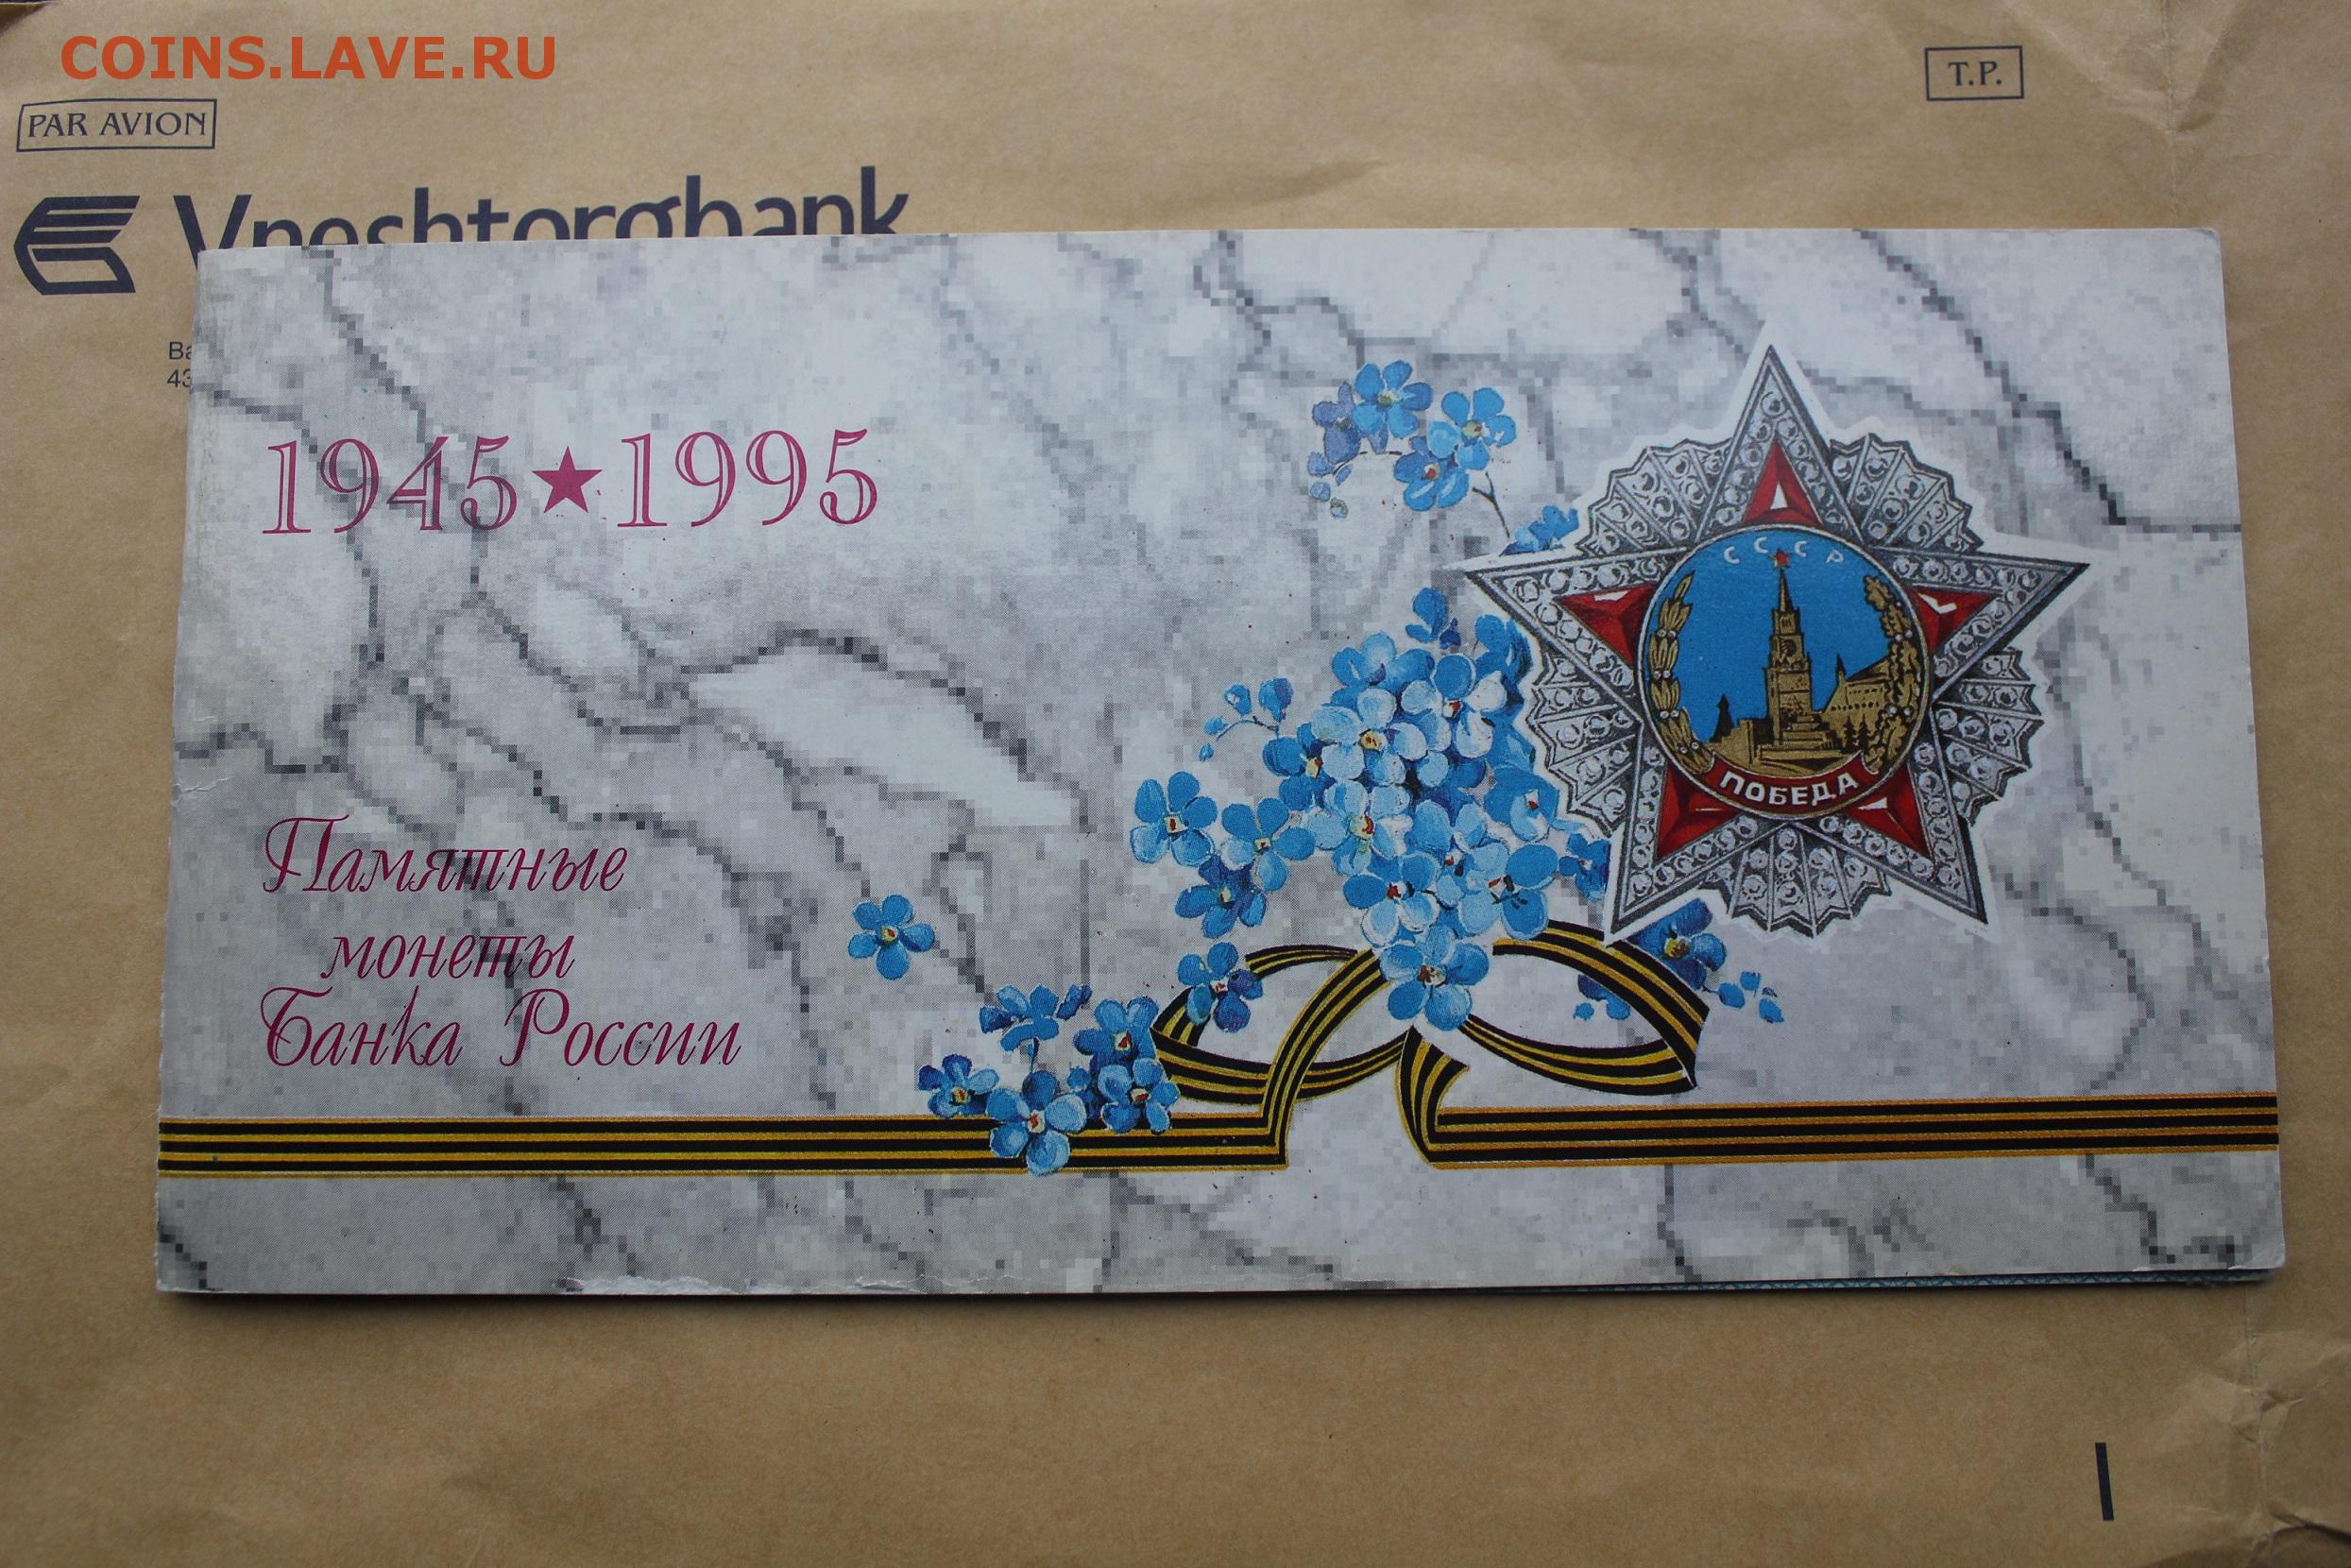 COINS.LAVE.RU
T.P.
PAR AVION
Vneshtorgbank
1945★1995
СССР
ПОБЕДА
Памятные
монеты
Банка России